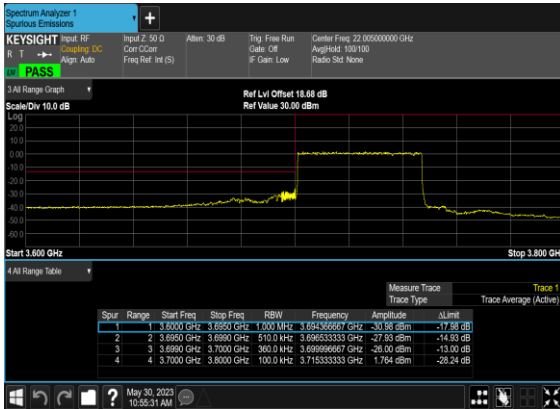 Spectrum Analyzer 1
Spurious Emissions
+
KEYSIGHT Input: RF Input Z: 50 Ω Atten: 30 dB Trig: Free Run Center Freq: 22.005000000 GHz
R T Coupling: DC Corr CCorr Gate: Off Avg|Hold: 100/100
Align: Auto Freq Ref: Int (S) IF Gain: Low Radio Std: None
PASS
3 All Range Graph
Ref Lvl Offset 18.68 dB
Scale/Div 10.0 dB Ref Value 30.00 dBm
Log
20.0
10.0
0.00
-10.0
-20.0
-30.0
-40.0
-50.0
-60.0
Start 3.600 GHz Stop 3.800 GH
4 All Range Table
Measure Trace Trace 1
Trace Type Trace Average (Active)
Spur Range Start Freq Stop Freq RBW Frequency Amplitude ΔLimit
1 1 3.6000 GHz 3.6950 GHz 1.000 MHz 3.694366667 GHz -30.98 dBm -17.98 dB
2 2 3.6950 GHz 3.6990 GHz 510.0 kHz 3.696533333 GHz -27.93 dBm -14.93 dB
3 3 3.6990 GHz 3.7000 GHz 360.0 kHz 3.699996667 GHz -26.00 dBm -13.00 dB
4 4 3.7000 GHz 3.8000 GHz 100.0 kHz 3.715333333 GHz 1.764 dBm -28.24 dB
? May 30, 2023
10:55:31 AM